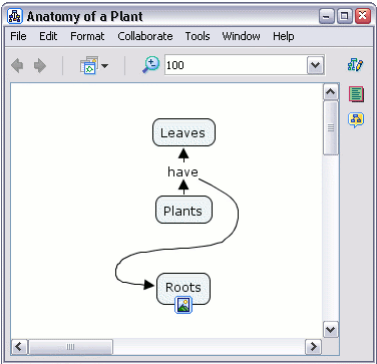 Anatomy of a Plant
File Edit Format Collaborate Tools Window Help
100
Leaves
have
Plants
Roots